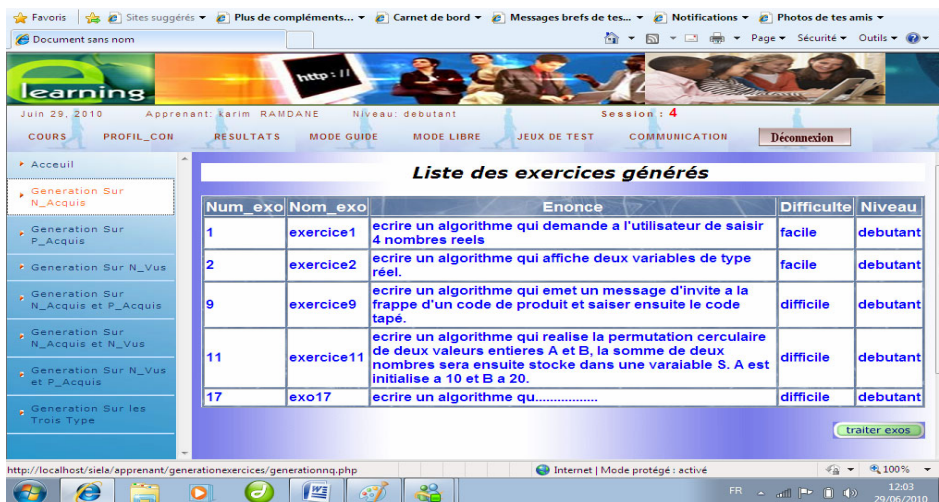 Favoris Sites suggérés Plus de compléments... Carnet de bord Messages brefs de tes... Notifications Photos de tes amis
Document sans nom Page Sécurité Outils
elearning http://
Juin 29, 2010 Apprenant: karim RAMDANE Niveau: debutant Session : 4
COURS PROFIL_CON RESULTATS MODE GUIDE MODE LIBRE JEUX DE TEST COMMUNICATION Déconnexion
Acceuil
Generation Sur
N_Acquis
Generation Sur
P_Acquis
Generation Sur N_Vus
Generation Sur
N_Acquis et P_Acquis
Generation Sur
N_Acquis et N_Vus
Generation Sur N_Vus
et P_Acquis
Generation Sur les
Trois Type
Liste des exercices générés
Num_exo Nom_exo Enonce Difficulte Niveau
1 exercice1 ecrire un algorithme qui demande a l'utilisateur de saisir
4 nombres reels facile debutant
2 exercice2 ecrire un algorithme qui affiche deux variables de type
réel. facile debutant
9 exercice9 ecrire un algorithme qui emet un message d'invite a la
frappe d'un code de produit et saiser ensuite le code
tapé. difficile debutant
11 exercice11 ecrire un algorithme qui realise la permutation cerculaire
de deux valeurs entieres A et B, la somme de deux
nombres sera ensuite stocke dans une varaiable S. A est
initialise a 10 et B a 20. difficile debutant
17 exo17 ecrire un algorithme qu................. difficile debutant
traiter exos
http://localhost/siela/apprenant/generationexercices/generationnq.php Internet | Mode protégé : activé 100%
FR 12:03
29/06/2010